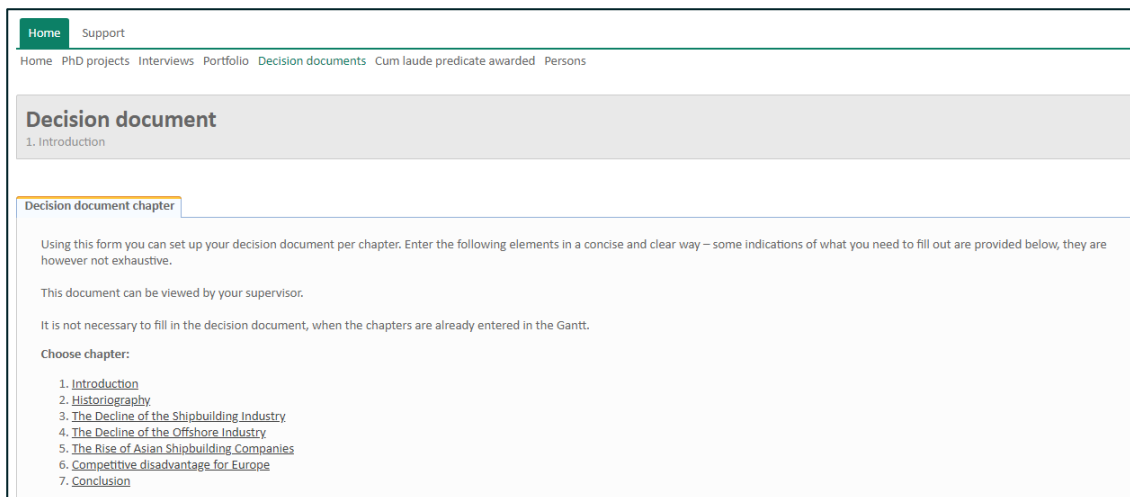 Home Support
Home PhD projects Interviews Portfolio Decision documents Cum laude predicate awarded Persons
Decision document
1. Introduction
Decision document chapter
Using this form you can set up your decision document per chapter. Enter the following elements in a concise and clear way – some indications of what you need to fill out are provided below, they are
however not exhaustive.
This document can be viewed by your supervisor.
It is not necessary to fill in the decision document, when the chapters are already entered in the Gantt.
Choose chapter:
1. Introduction
2. Historiography
3. The Decline of the Shipbuilding Industry
4. The Decline of the Offshore Industry
5. The Rise of Asian Shipbuilding Companies
6. Competitive disadvantage for Europe
7. Conclusion